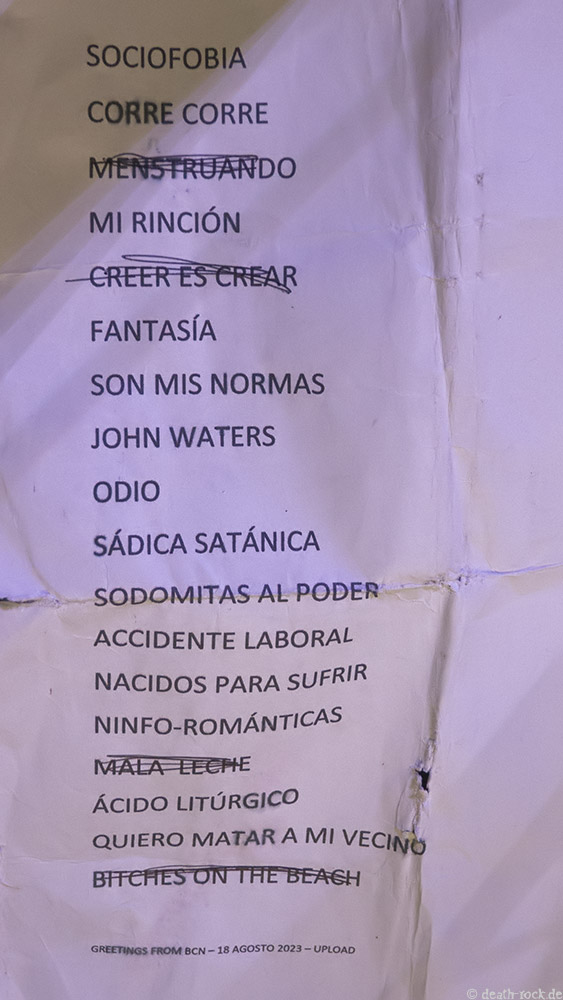 SOCIOFOBIA
CORRE CORRE
MENSTRUANDO
MI RINCIÓN
CREER ES CREAR
FANTASÍA
SON MIS NORMAS
JOHN WATERS
ODIO
SÁDICA SATÁNICA
SODOMITAS AL PODER
ACCIDENTE LABORAL
NACIDOS PARA SUFRIR
NINFO-ROMÁNTICAS
MALA LECHE
ÁCIDO LITÚRGICO
QUIERO MATAR A MI VECINO
BITCHES ON THE BEACH
GREETINGS FROM BCN – 18 AGOSTO 2023 – UPLOAD
© death-rock.de